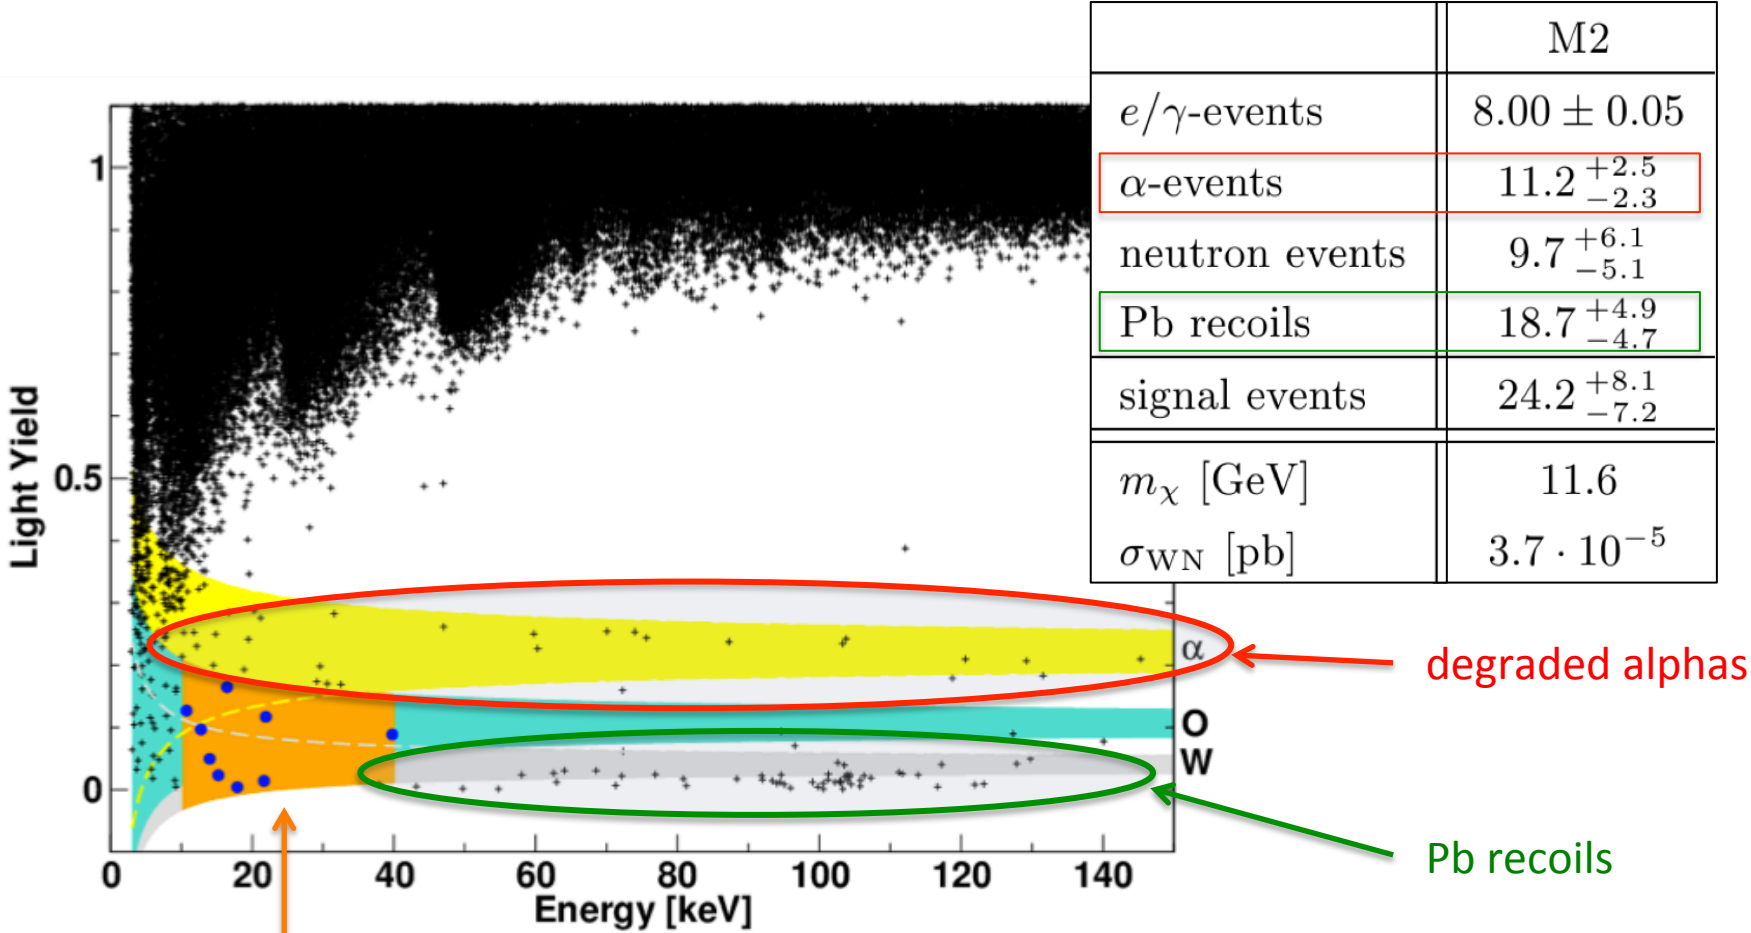 M2
e/γ-events 8.00 ± 0.05
α-events 11.2 +2.5 −2.3
neutron events 9.7 +6.1 −5.1
Pb recoils 18.7 +4.9 −4.7
signal events 24.2 +8.1 −7.2
mχ [GeV] 11.6
σWN [pb] 3.7 · 10−5
Light Yield
1
0.5
0
α
O
W
degraded alphas
Pb recoils
0 20 40 60 80 100 120 140
Energy [keV]